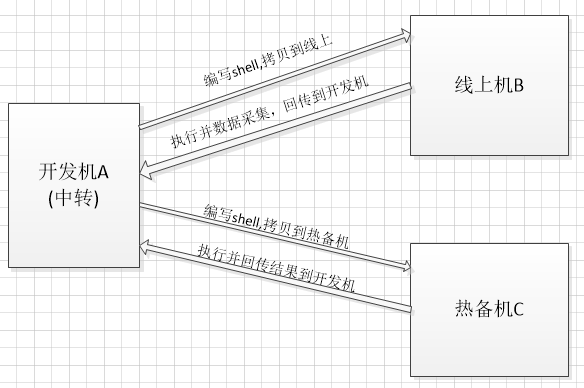 编写shell,拷贝到线上
线上机B
执行并数据采集，回传到开发机
开发机A
(中转)
编写shell,拷贝到热备机
执行并回传结果到开发机
热备机C